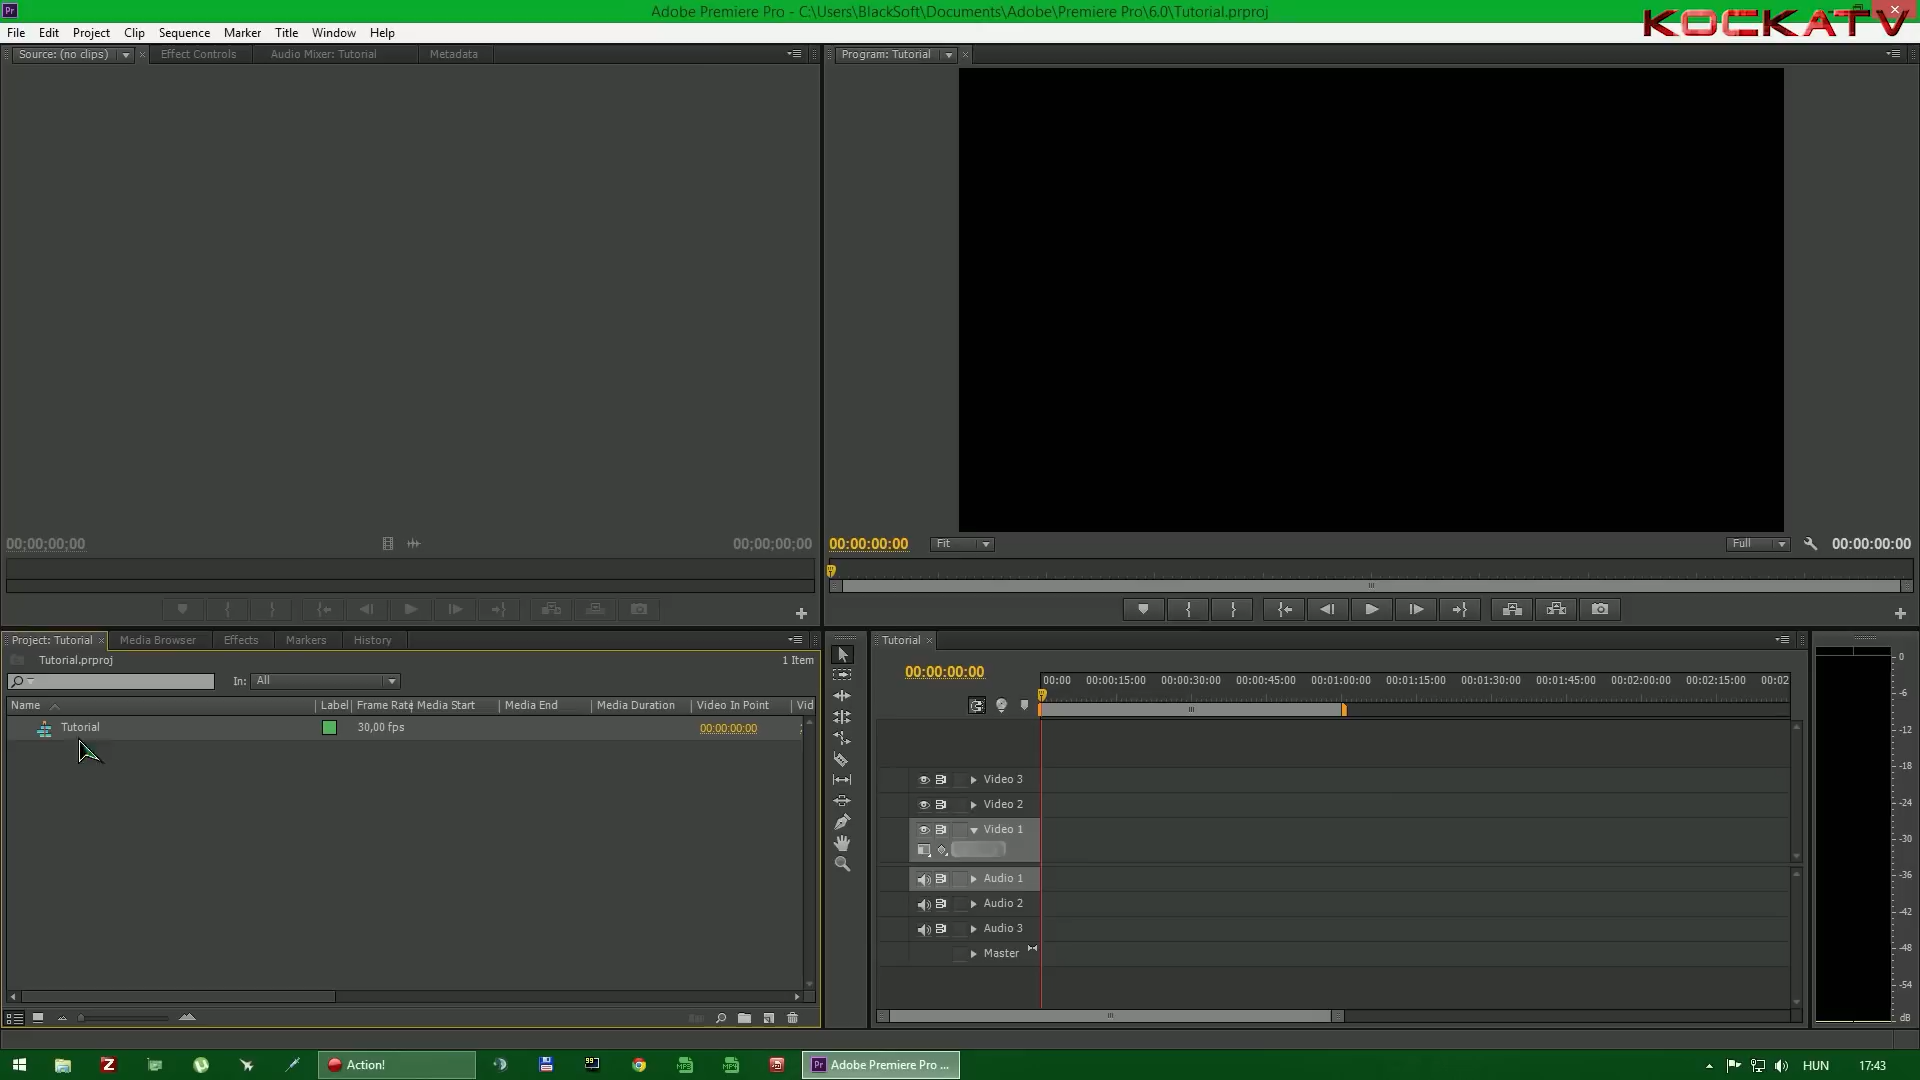 Adobe Premiere Pro - C:\Users\BlackSoft\Documents\Adobe\Premiere Pro\6.0\Tutorial.prproj
KOCKATV
File Edit Project Clip Sequence Marker Title Window Help
Source: (no clips) Effect Controls Audio Mixer: Tutorial Metadata
Program: Tutorial
00;00;00;00 00;00;00;00
00:00:00:00 Fit Full 00:00:00:00
Project: Tutorial Media Browser Effects Markers History
Tutorial.prproj 1 Item
In: All
Name Label Frame Rate Media Start Media End Media Duration Video In Point Vid
Tutorial 30,00 fps 00:00:00:00
Tutorial
00:00:00:00
00:00 00:00:15:00 00:00:30:00 00:00:45:00 00:01:00:00 00:01:15:00 00:01:30:00 00:01:45:00 00:02:00:00 00:02:15:00 00:02
Video 3
Video 2
Video 1
Audio 1
Audio 2
Audio 3
Master
0
-6
-12
-18
-24
-30
-36
-42
-48
-54
dB
Action! Adobe Premiere Pro ... HUN 17:43